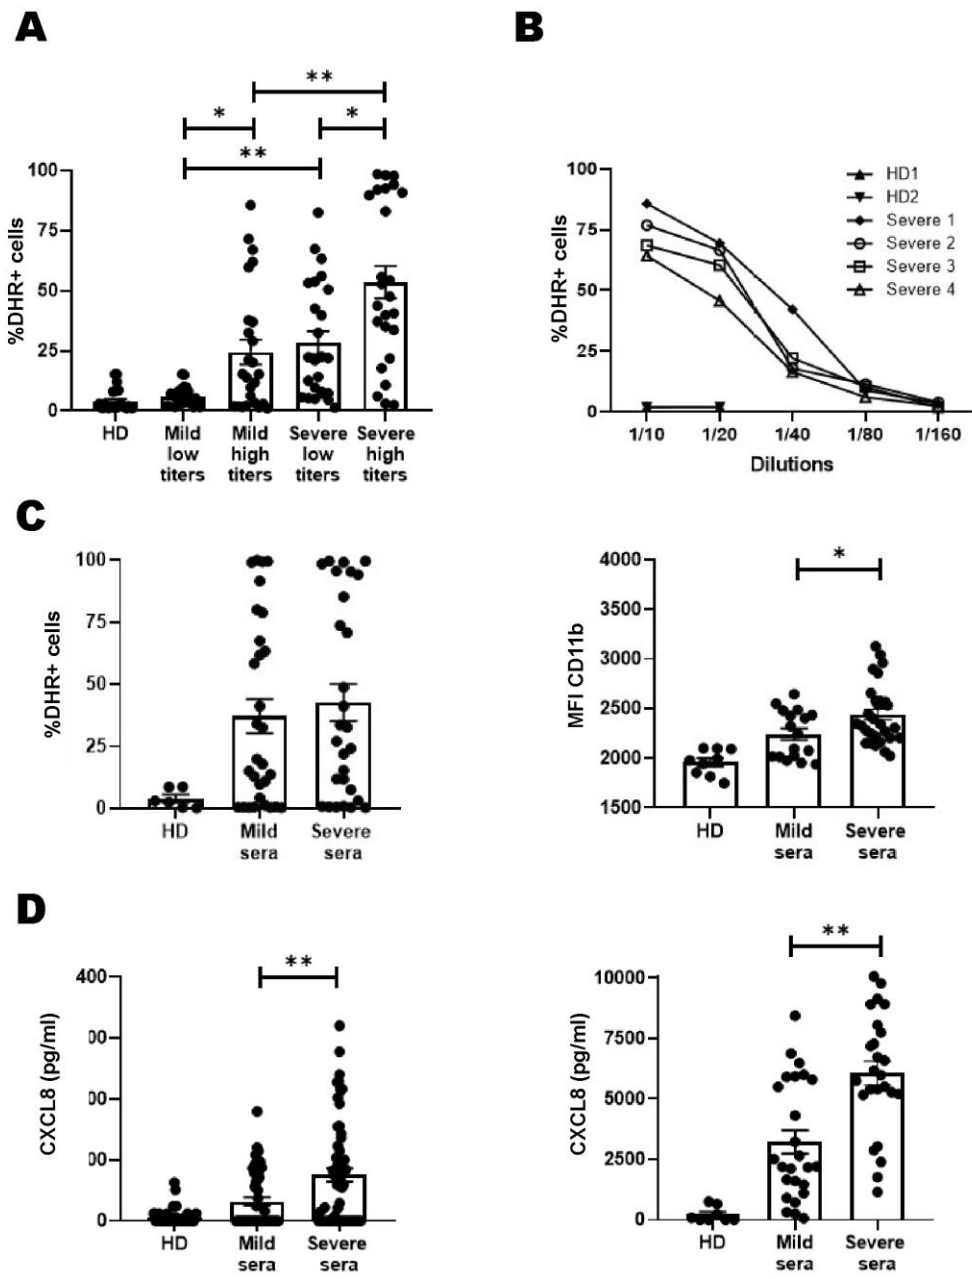 A
B
**
*
*
**
100
75
50
25
0
%DHR+ cells
HD
Mild low titers
Mild high titers
Severe low titers
Severe high titers
100
75
50
25
0
%DHR+ cells
HD1
HD2
Severe 1
Severe 2
Severe 3
Severe 4
1/10 1/20 1/40 1/80 1/160
Dilutions
C
100
75
50
25
0
%DHR+ cells
HD
Mild sera
Severe sera
*
4000
3500
3000
2500
2000
1500
MFI CD11b
HD
Mild sera
Severe sera
D
**
400
00
00
00
0
CXCL8 (pg/ml)
HD
Mild sera
Severe sera
**
10000
7500
5000
2500
0
CXCL8 (pg/ml)
HD
Mild sera
Severe sera